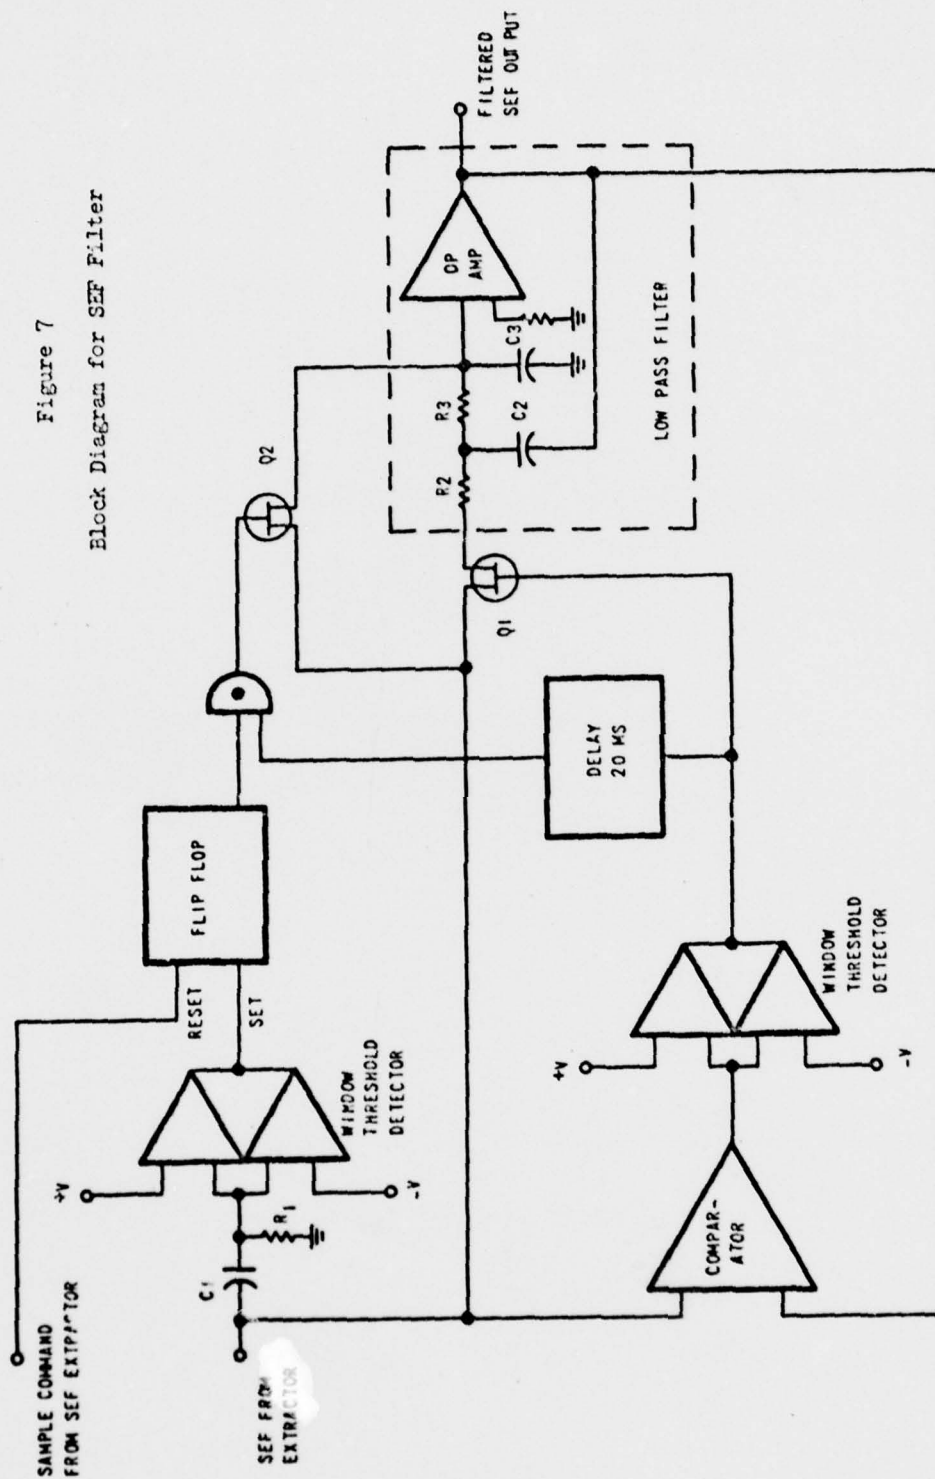 Figure 7
Block Diagram for SEF Filter
SAMPLE COMMAND
FROM SEF EXTRACTOR
SEF FROM
EXTRACTOR
C1
R1
+V
-V
WINDOW
THRESHOLD
DETECTOR
RESET
SET
FLIP FLOP
Q2
Q1
DELAY
20 MS
R2
R3
C2
C3
OP
AMP
LOW PASS FILTER
FILTERED
SEF OUTPUT
COMPAR-
ATOR
+V
-V
WINDOW
THRESHOLD
DETECTOR